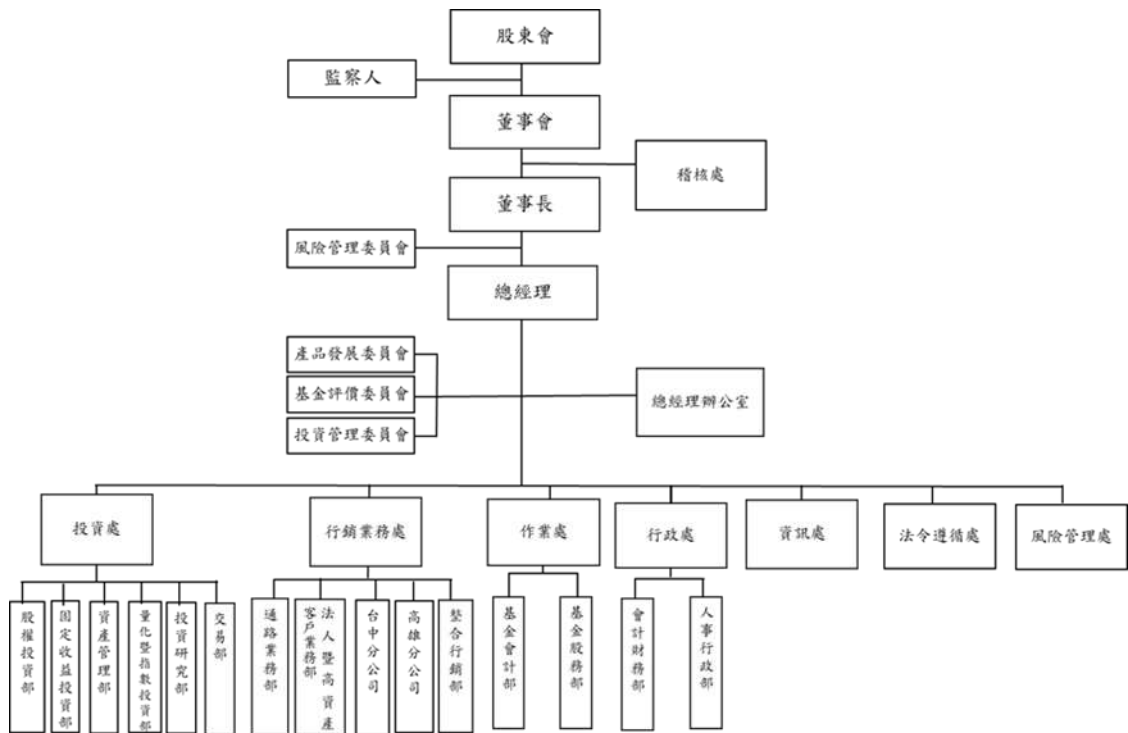 股東會
監察人
董事會
稽核處
董事長
風險管理委員會
總經理
產品發展委員會
基金評價委員會
總經理辦公室
投資管理委員會
投資處
行銷業務處
作業處
行政處
資訊處
法令遵循處
風險管理處
股權投資部
固定收益投資部
資產管理部
量化暨指數投資部
投資研究部
交易部
通路業務部
法人暨高資產
客戶業務部
台中分公司
高雄分公司
整合行銷部
基金會計部
基金股務部
會計財務部
人事行政部